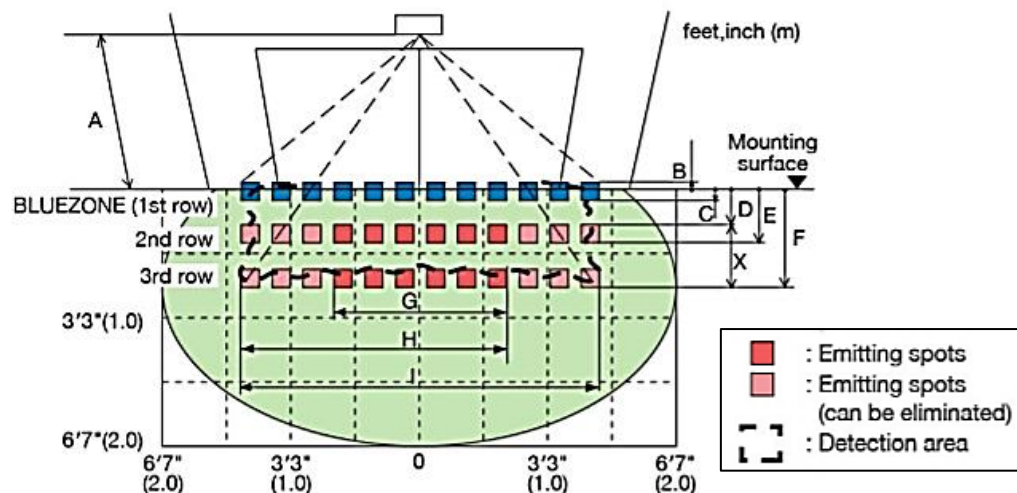 feet,inch (m)
A
Mounting
surface
B
BLUEZONE (1st row)
C
D
E
F
2nd row
X
3rd row
G
3'3"(1.0)
H
I
6'7"(2.0)
6'7"
(2.0)
3'3"
(1.0)
0
3'3"
(1.0)
6'7"
(2.0)
: Emitting spots
: Emitting spots
(can be eliminated)
: Detection area